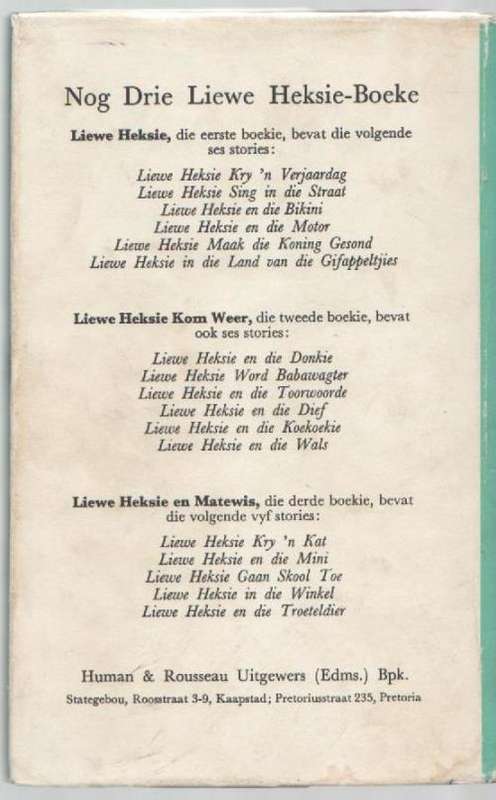 Nog Drie Liewe Heksie-Boeke
Liewe Heksie, die eerste boekie, bevat die volgende
ses stories:
Liewe Heksie Kry 'n Verjaardag
Liewe Heksie Sing in die Straat
Liewe Heksie en die Bikini
Liewe Heksie en die Motor
Liewe Heksie Maak die Koning Gesond
Liewe Heksie in die Land van die Gifappeltjies
Liewe Heksie Kom Weer, die tweede boekie, bevat
ook ses stories:
Liewe Heksie en die Donkie
Liewe Heksie Word Babawagter
Liewe Heksie en die Toorwoorde
Liewe Heksie en die Dief
Liewe Heksie en die Koekoekie
Liewe Heksie en die Wals
Liewe Heksie en Matewis, die derde boekie, bevat
die volgende vyf stories:
Liewe Heksie Kry 'n Kat
Liewe Heksie en die Mini
Liewe Heksie Gaan Skool Toe
Liewe Heksie in die Winkel
Liewe Heksie en die Troeteldier
Human & Rousseau Uitgewers (Edms.) Bpk.
Stategebou, Roosstraat 3-9, Kaapstad; Pretoriusstraat 235, Pretoria